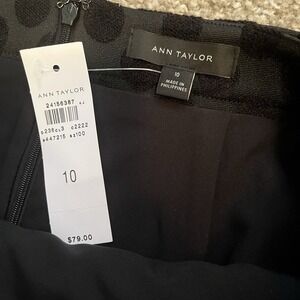 ANN TAYLOR
24156387
10
$79.00
ANN TAYLOR
10
MADE IN
PHILIPPINES